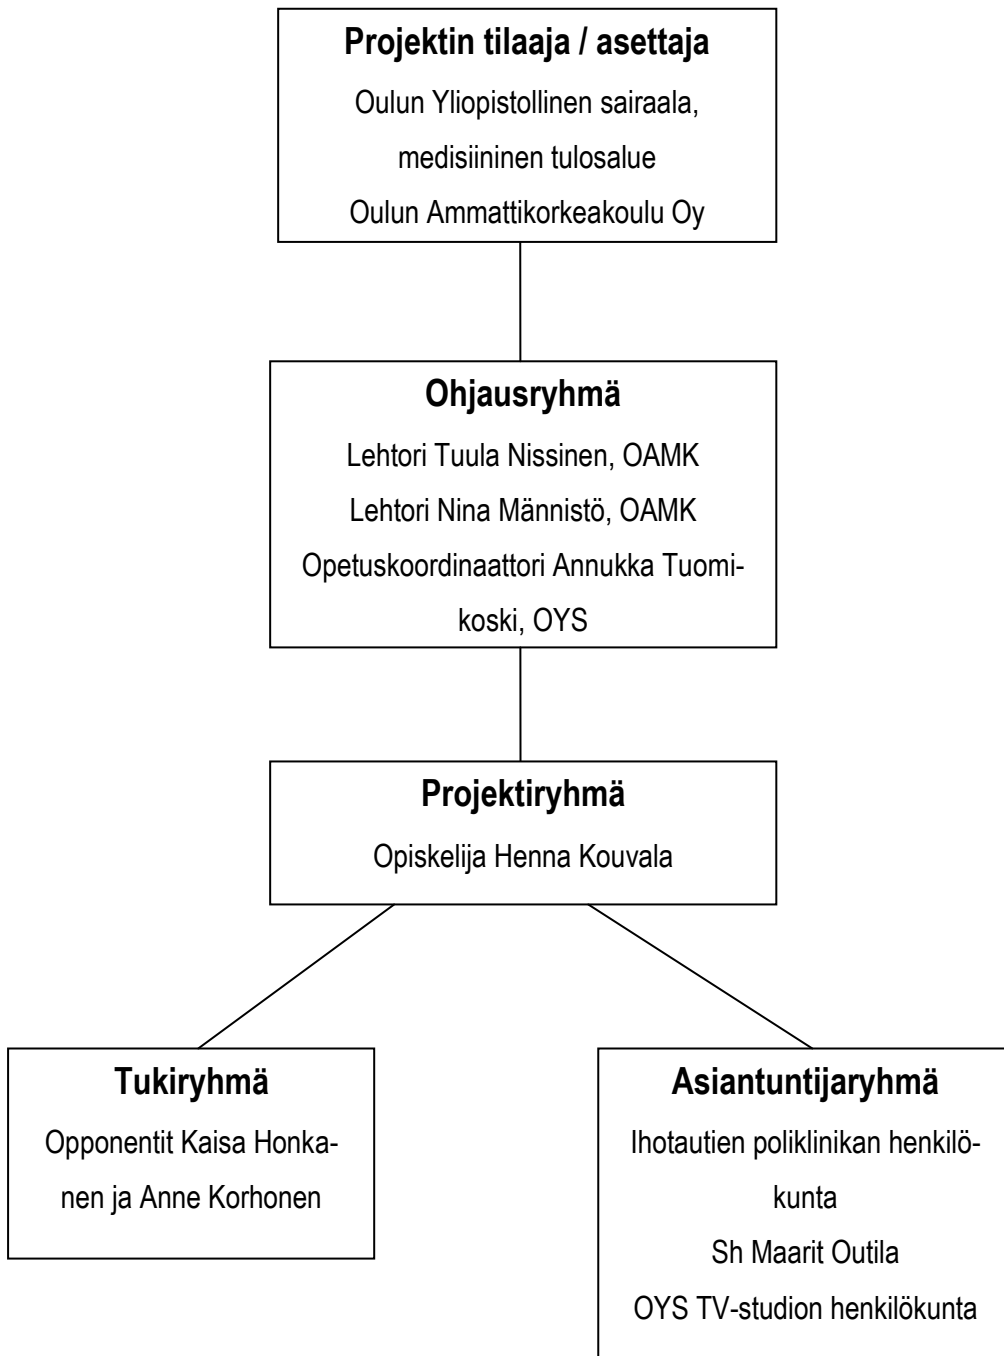 Projektin tilaaja / asettaja
Oulun Yliopistollinen sairaala,
medisiininen tulosalue
Oulun Ammattikorkeakoulu Oy
Ohjausryhmä
Lehtori Tuula Nissinen, OAMK
Lehtori Nina Männistö, OAMK
Opetuskoordinaattori Annukka Tuomi-
koski, OYS
Projektiryhmä
Opiskelija Henna Kouvala
Tukiryhmä
Opponentit Kaisa Honka-
nen ja Anne Korhonen
Asiantuntijaryhmä
Ihotautien poliklinikan henkilö-
kunta
Sh Maarit Outila
OYS TV-studion henkilökunta